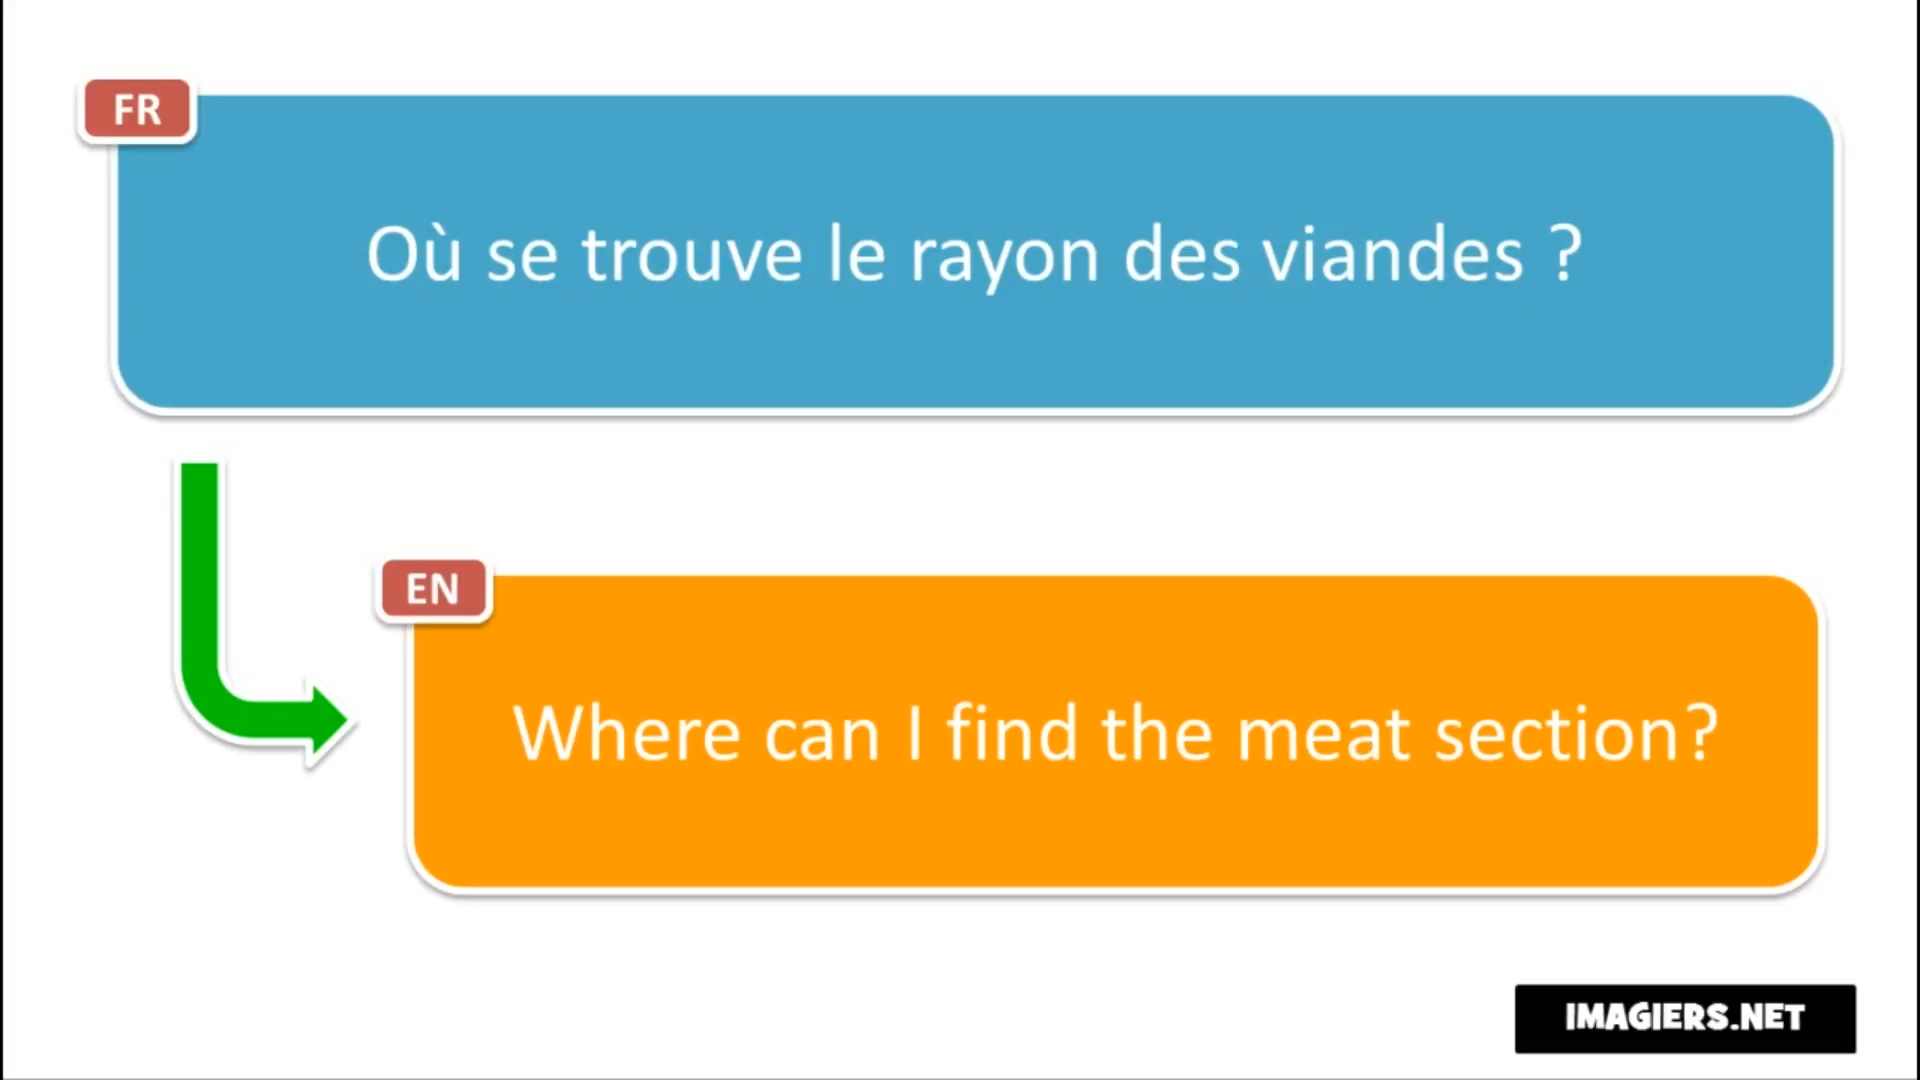 FR
Où se trouve le rayon des viandes ?
EN
Where can I find the meat section?
IMAGIERS.NET